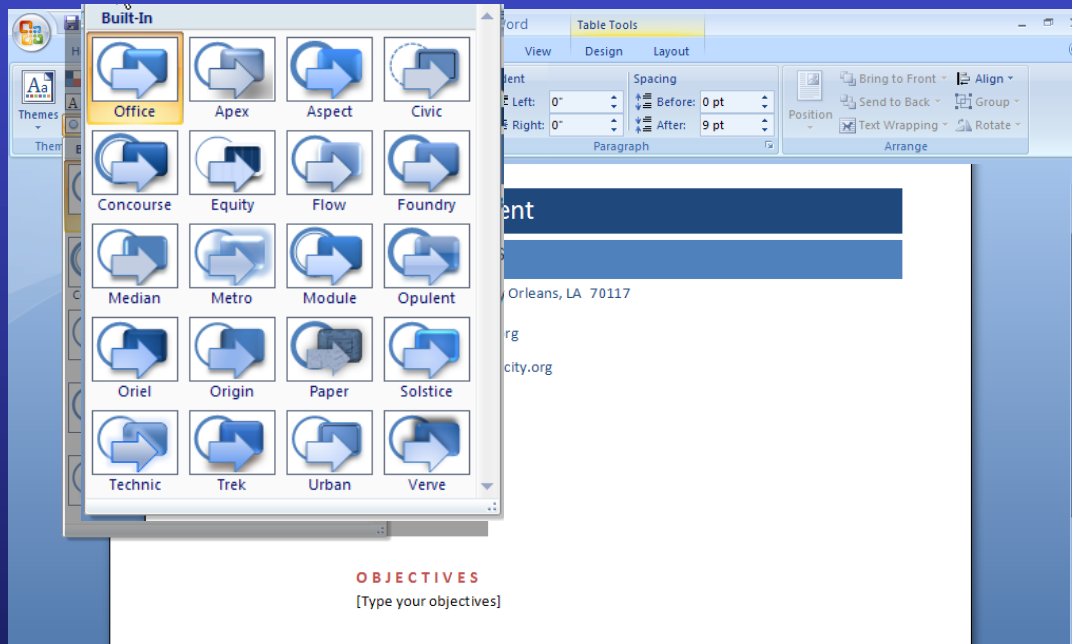 Built-In
Word
Table Tools
View Design Layout
Office Apex Aspect Civic
Concourse Equity Flow Foundry
Median Metro Module Opulent
Oriel Origin Paper Solstice
Technic Trek Urban Verve
Aa
Themes
Spacing
Left: 0" Before: 0 pt
Right: 0" After: 9 pt
Paragraph
Position
Bring to Front Align
Send to Back Group
Text Wrapping Rotate
Arrange
Orleans, LA 70117
city.org
OBJECTIVES
[Type your objectives]